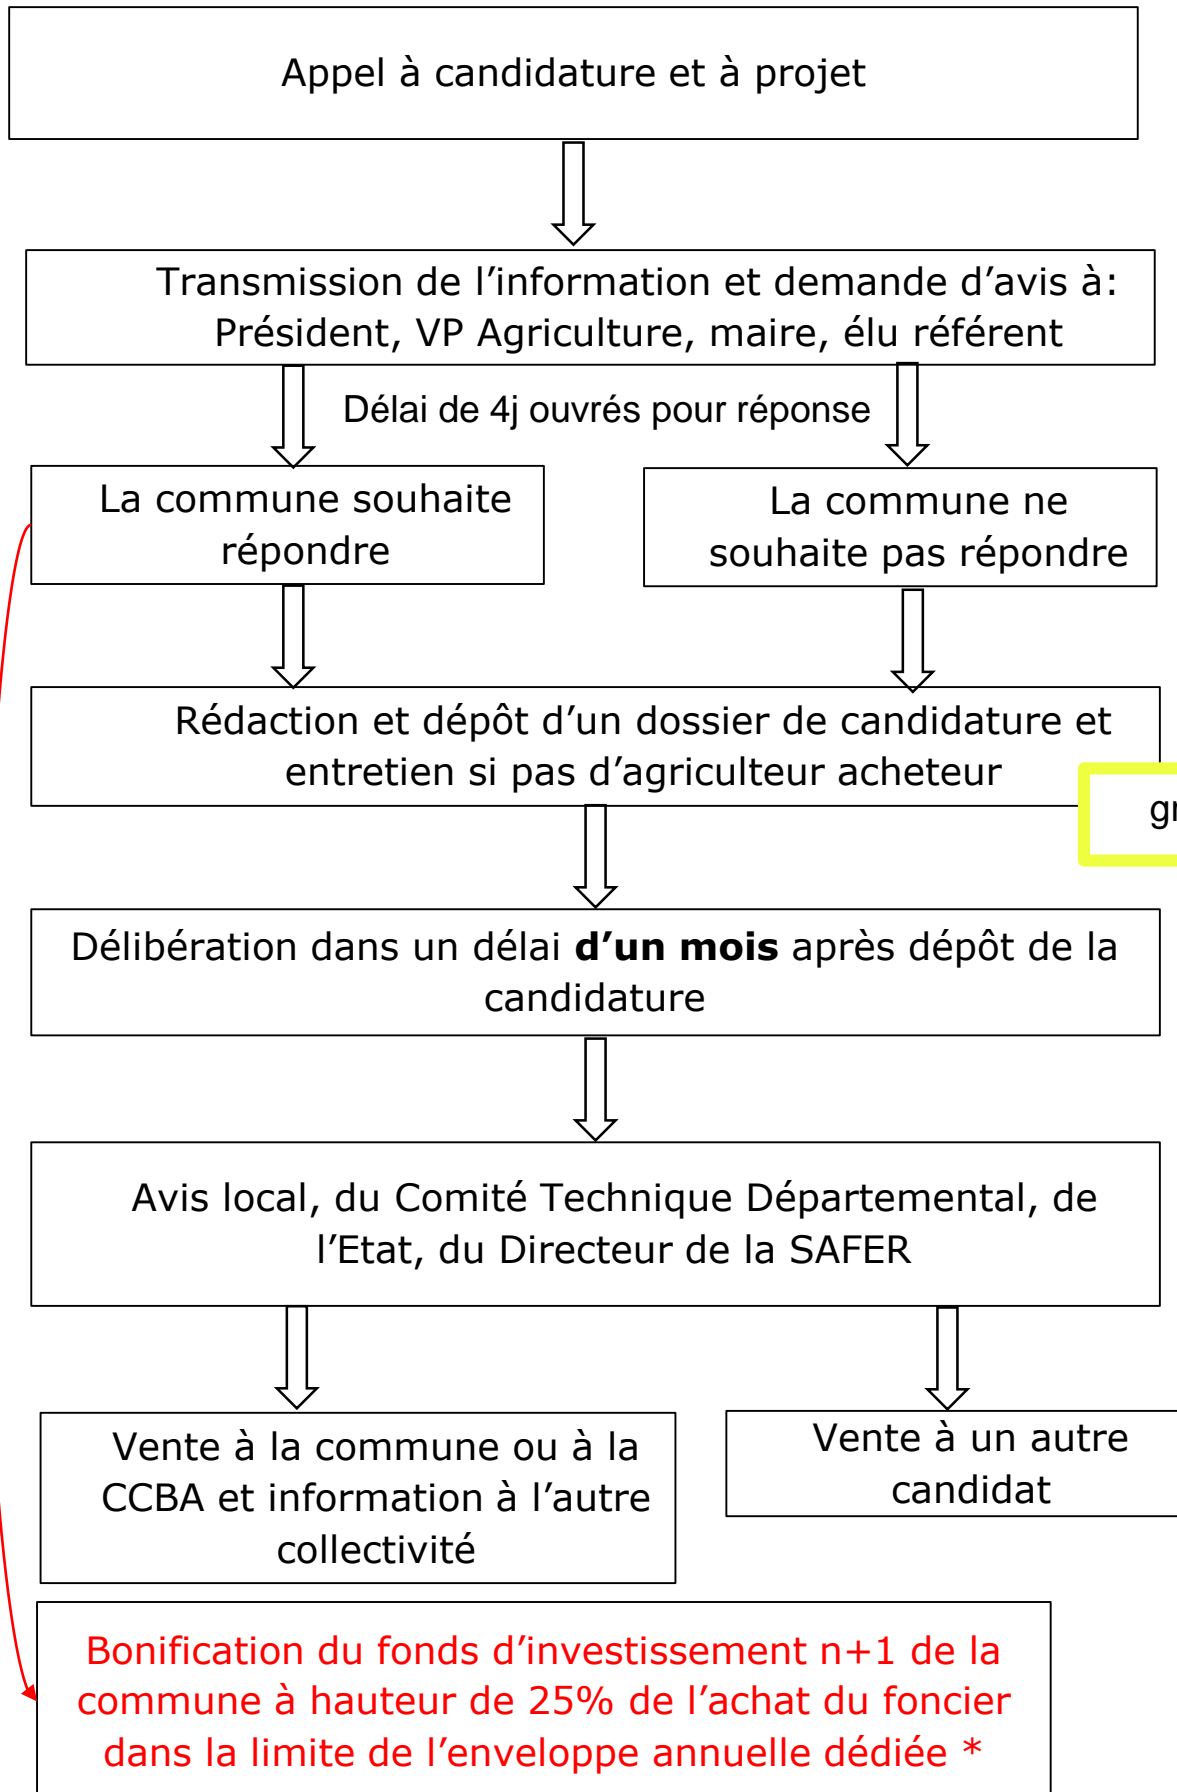 Appel à candidature et à projet
Transmission de l’information et demande d’avis à:
Président, VP Agriculture, maire, élu référent
Délai de 4j ouvrés pour réponse
La commune souhaite
répondre
La commune ne
souhaite pas répondre
Rédaction et dépôt d’un dossier de candidature et
entretien si pas d’agriculteur acheteur
Délibération dans un délai d’un mois après dépôt de la
candidature
Avis local, du Comité Technique Départemental, de
l’Etat, du Directeur de la SAFER
Vente à la commune ou à la
CCBA et information à l’autre
collectivité
Vente à un autre
candidat
Bonification du fonds d’investissement n+1 de la
commune à hauteur de 25% de l’achat du foncier
dans la limite de l’enveloppe annuelle dédiée *